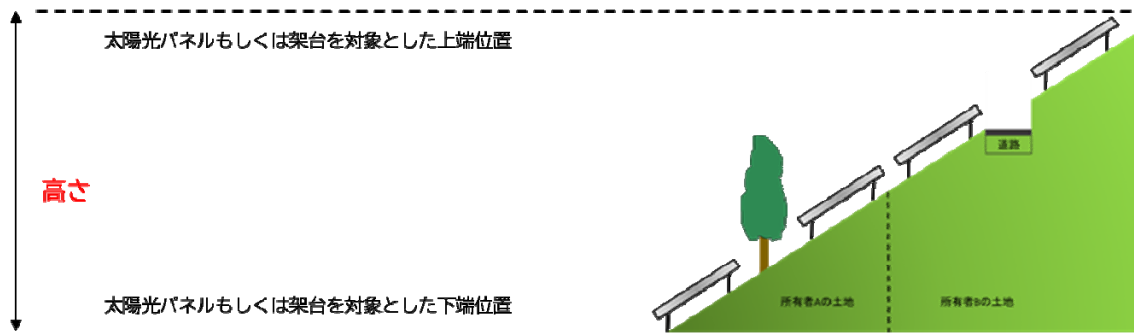 太陽光パネルもしくは架台を対象とした上端位置
道路
高さ
太陽光パネルもしくは架台を対象とした下端位置
所有者Aの土地
所有者Bの土地